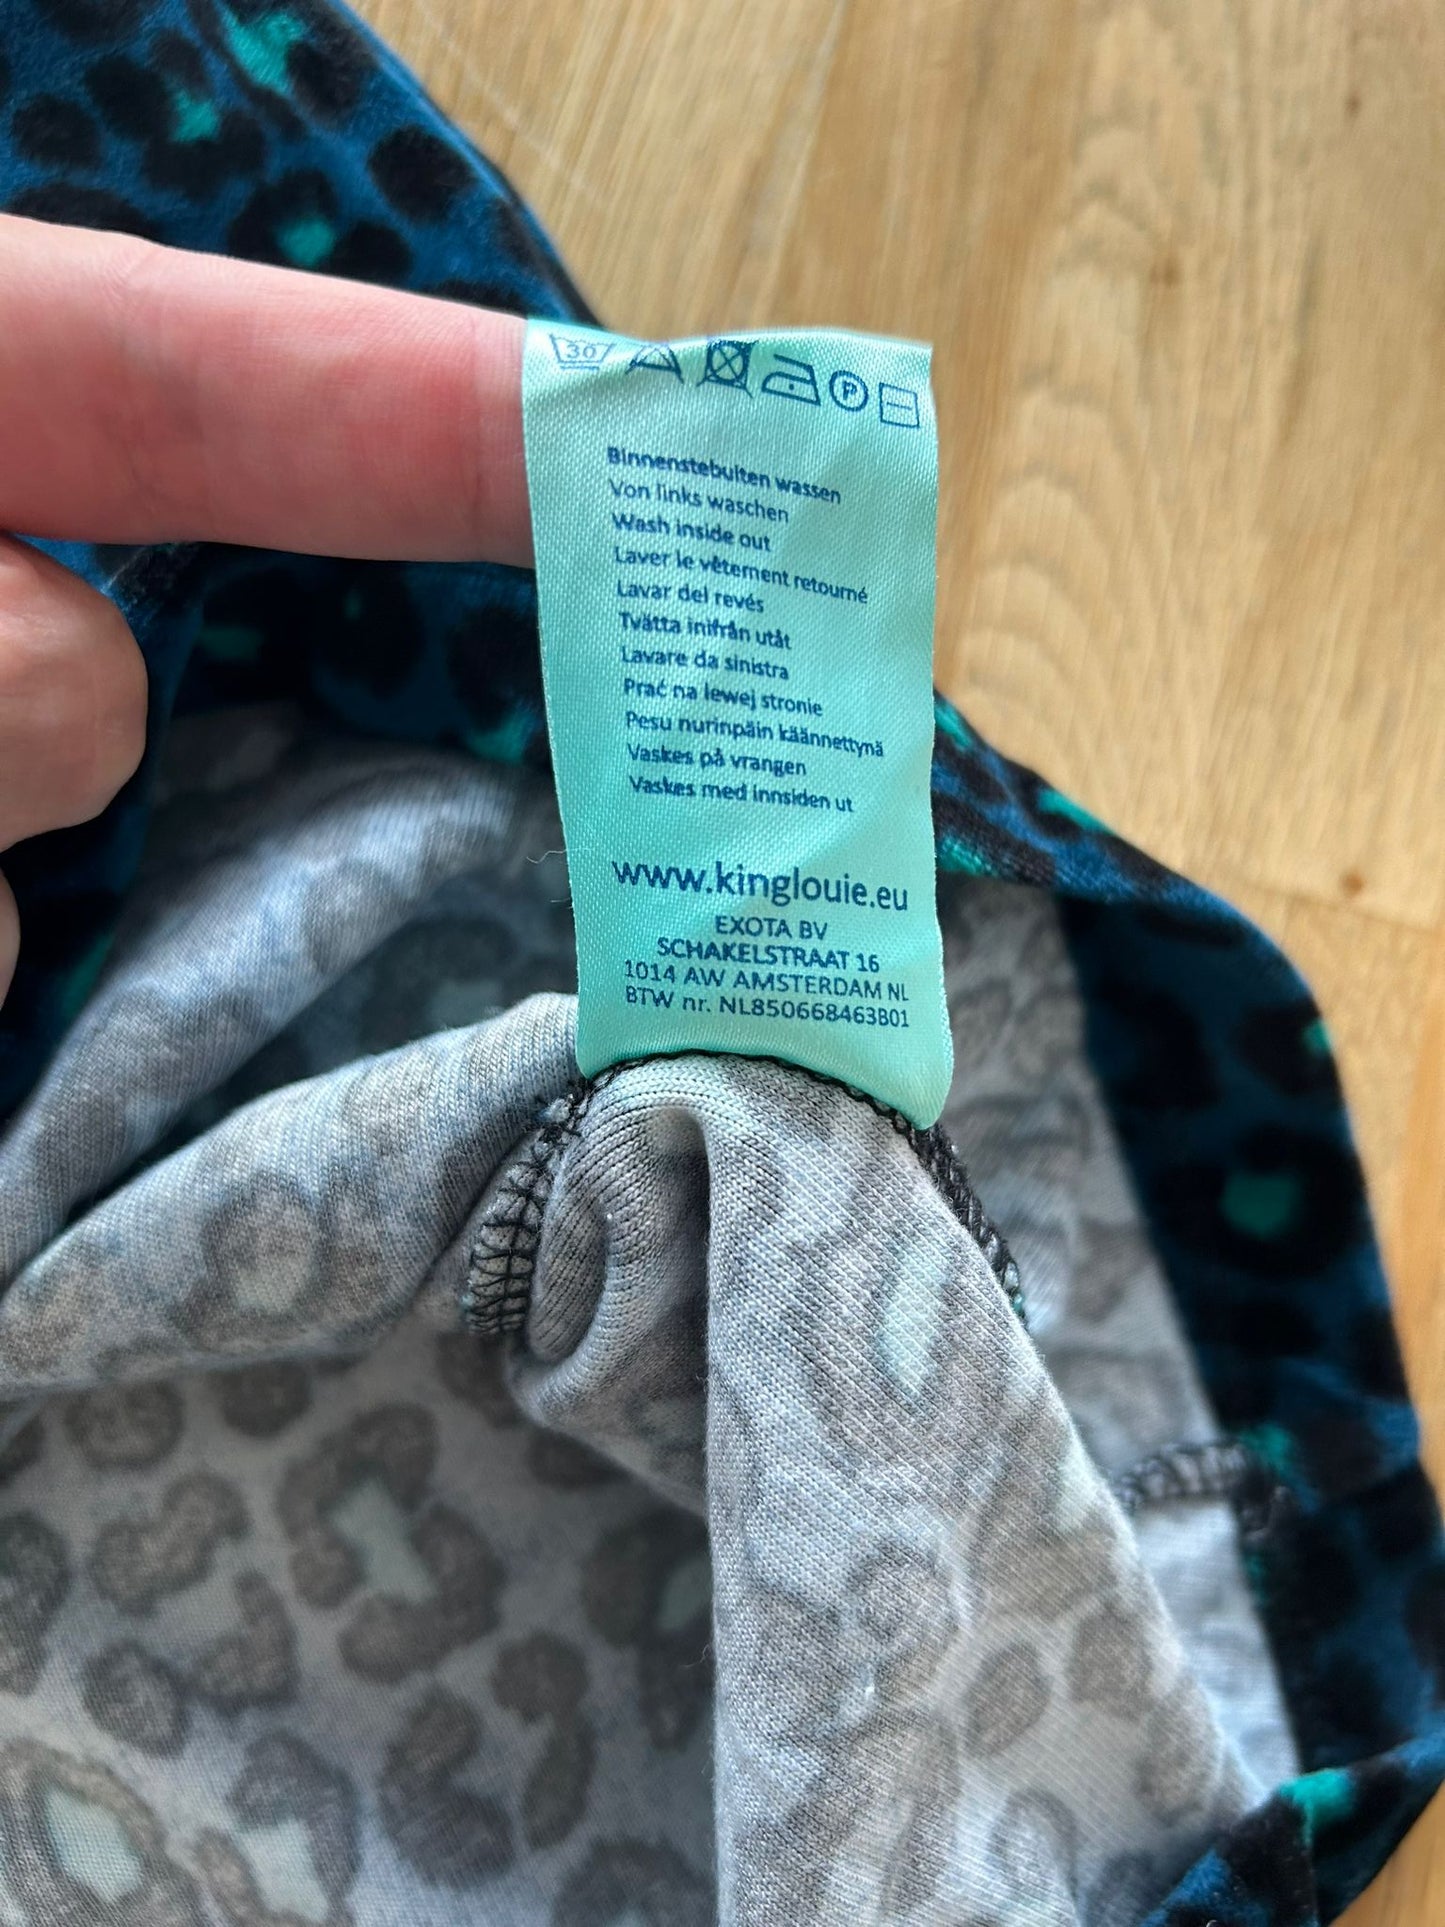 30
P
Binnenstebuiten wassen
Von links waschen
Wash inside out
Laver le vêtement retourné
Lavar del revés
Tvätta inifrån utåt
Lavare da sinistra
Prać na lewej stronie
Pesu nurinpäin käännettynä
Vaskes på vrangen
Vaskes med innsiden ut
www.kinglouie.eu
EXOTA BV
SCHAKELSTRAAT 16
1014 AW AMSTERDAM NL
BTW nr. NL850668463B01